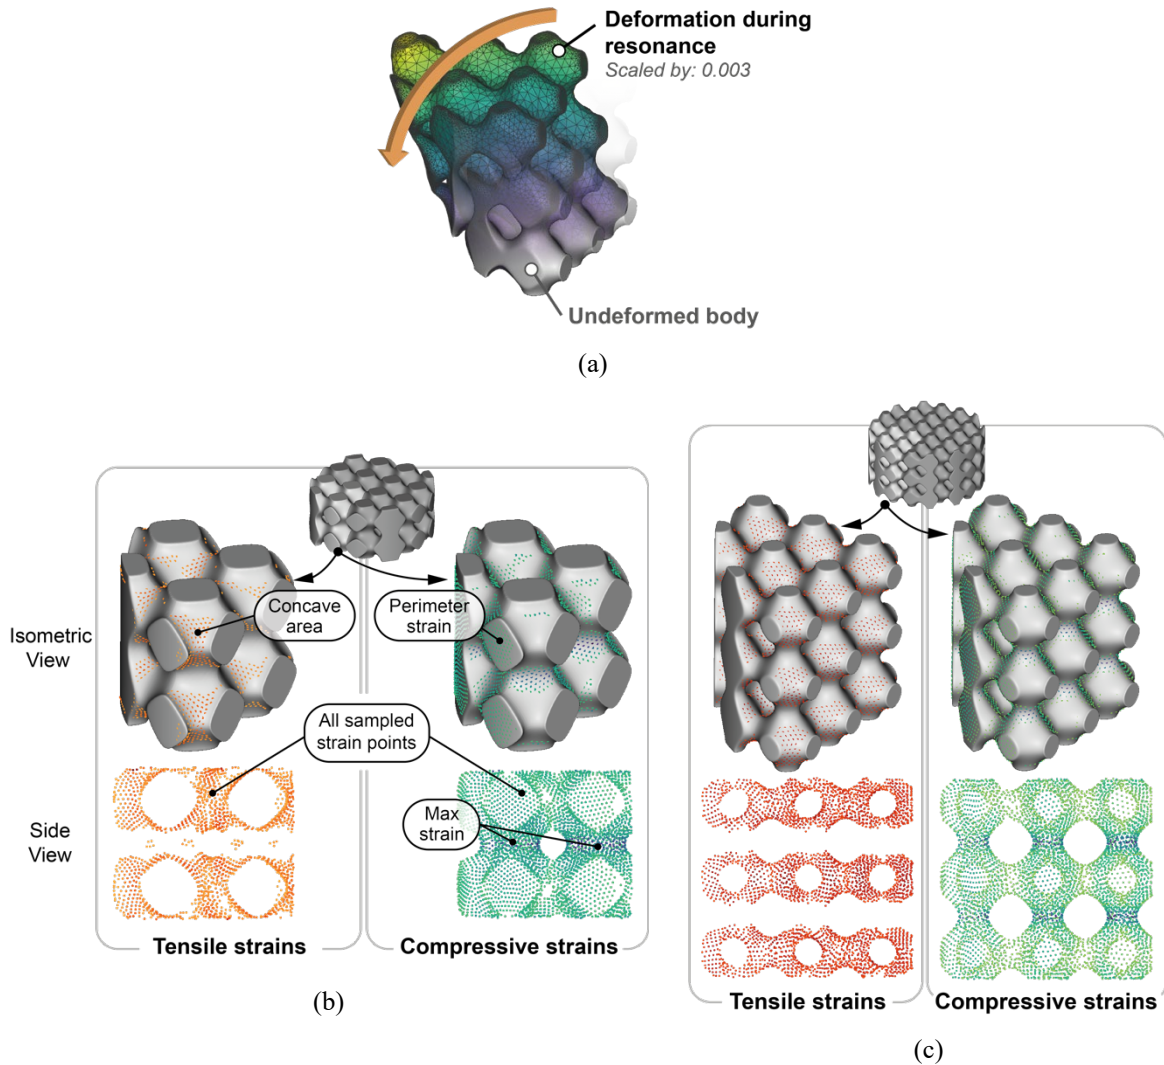 Deformation during
resonance
Scaled by: 0.003
Undeformed body
(a)
Isometric
View
Concave
area
Perimeter
strain
All sampled
strain points
Side
View
Max
strain
Tensile strains
Compressive strains
(b)
Tensile strains
Compressive strains
(c)